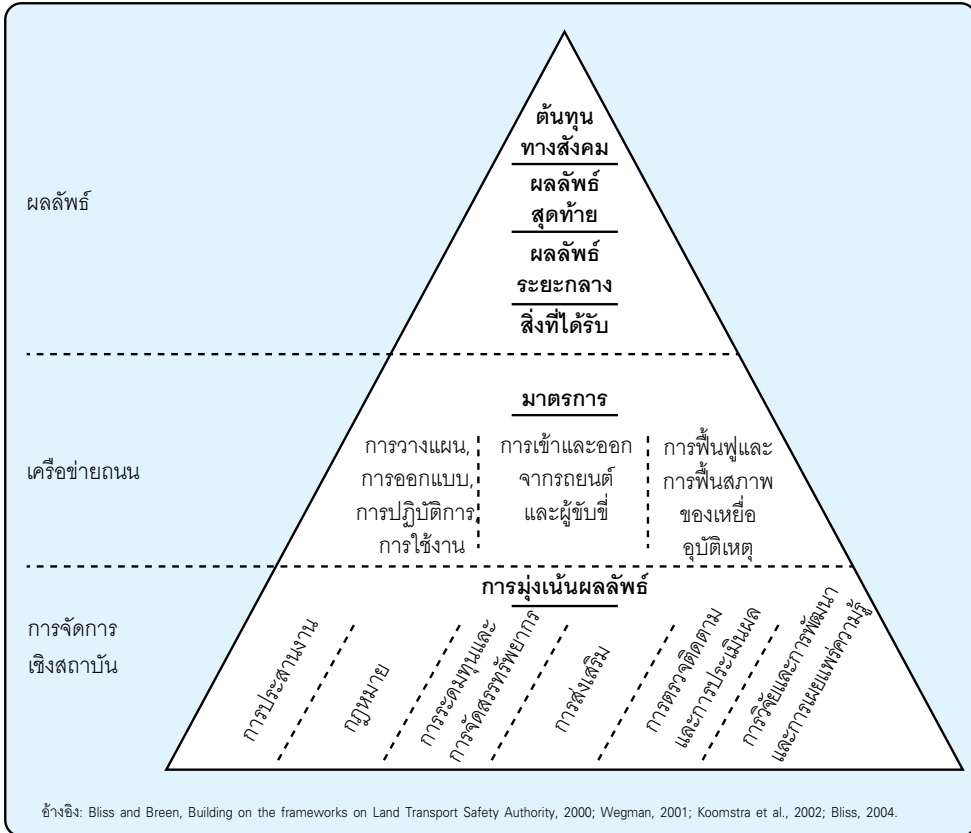 ต้นทุน
ทางสังคม
ผลลัพธ์
สุดท้าย
ผลลัพธ์
ผลลัพธ์
ระยะกลาง
สิ่งที่ได้รับ
มาตรการ
เครือข่ายถนน
การวางแผน,
การออกแบบ,
การปฏิบัติการ,
การใช้งาน
การเข้าและออก
จากรถยนต์
และผู้ขับขี่
การฟื้นฟูและ
การฟื้นสภาพ
ของเหยื่อ
อุบัติเหตุ
การมุ่งเน้นผลลัพธ์
การจัดการ
เชิงสถาบัน
การประสานงาน
กฎหมาย
การระดมทุนและ
การจัดสรรทรัพยากร
การส่งเสริม
การตรวจติดตาม
และการประเมินผล
การวิจัยและการพัฒนา
และการเผยแพร่ความรู้
อ้างอิง: Bliss and Breen, Building on the frameworks on Land Transport Safety Authority, 2000; Wegman, 2001; Koomstra et al., 2002; Bliss, 2004.